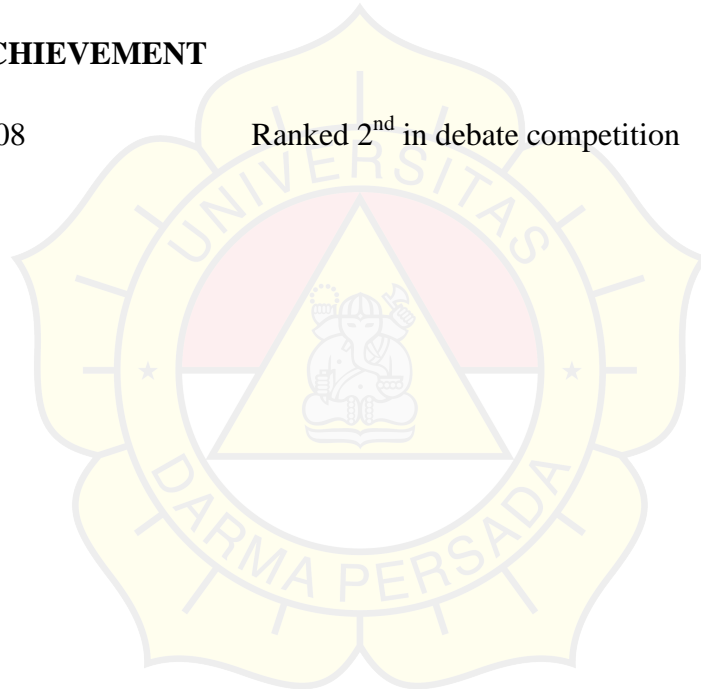 CHIEVEMENT
08 Ranked 2nd in debate competition
UNIVERSITAS
DARMA PERSADA